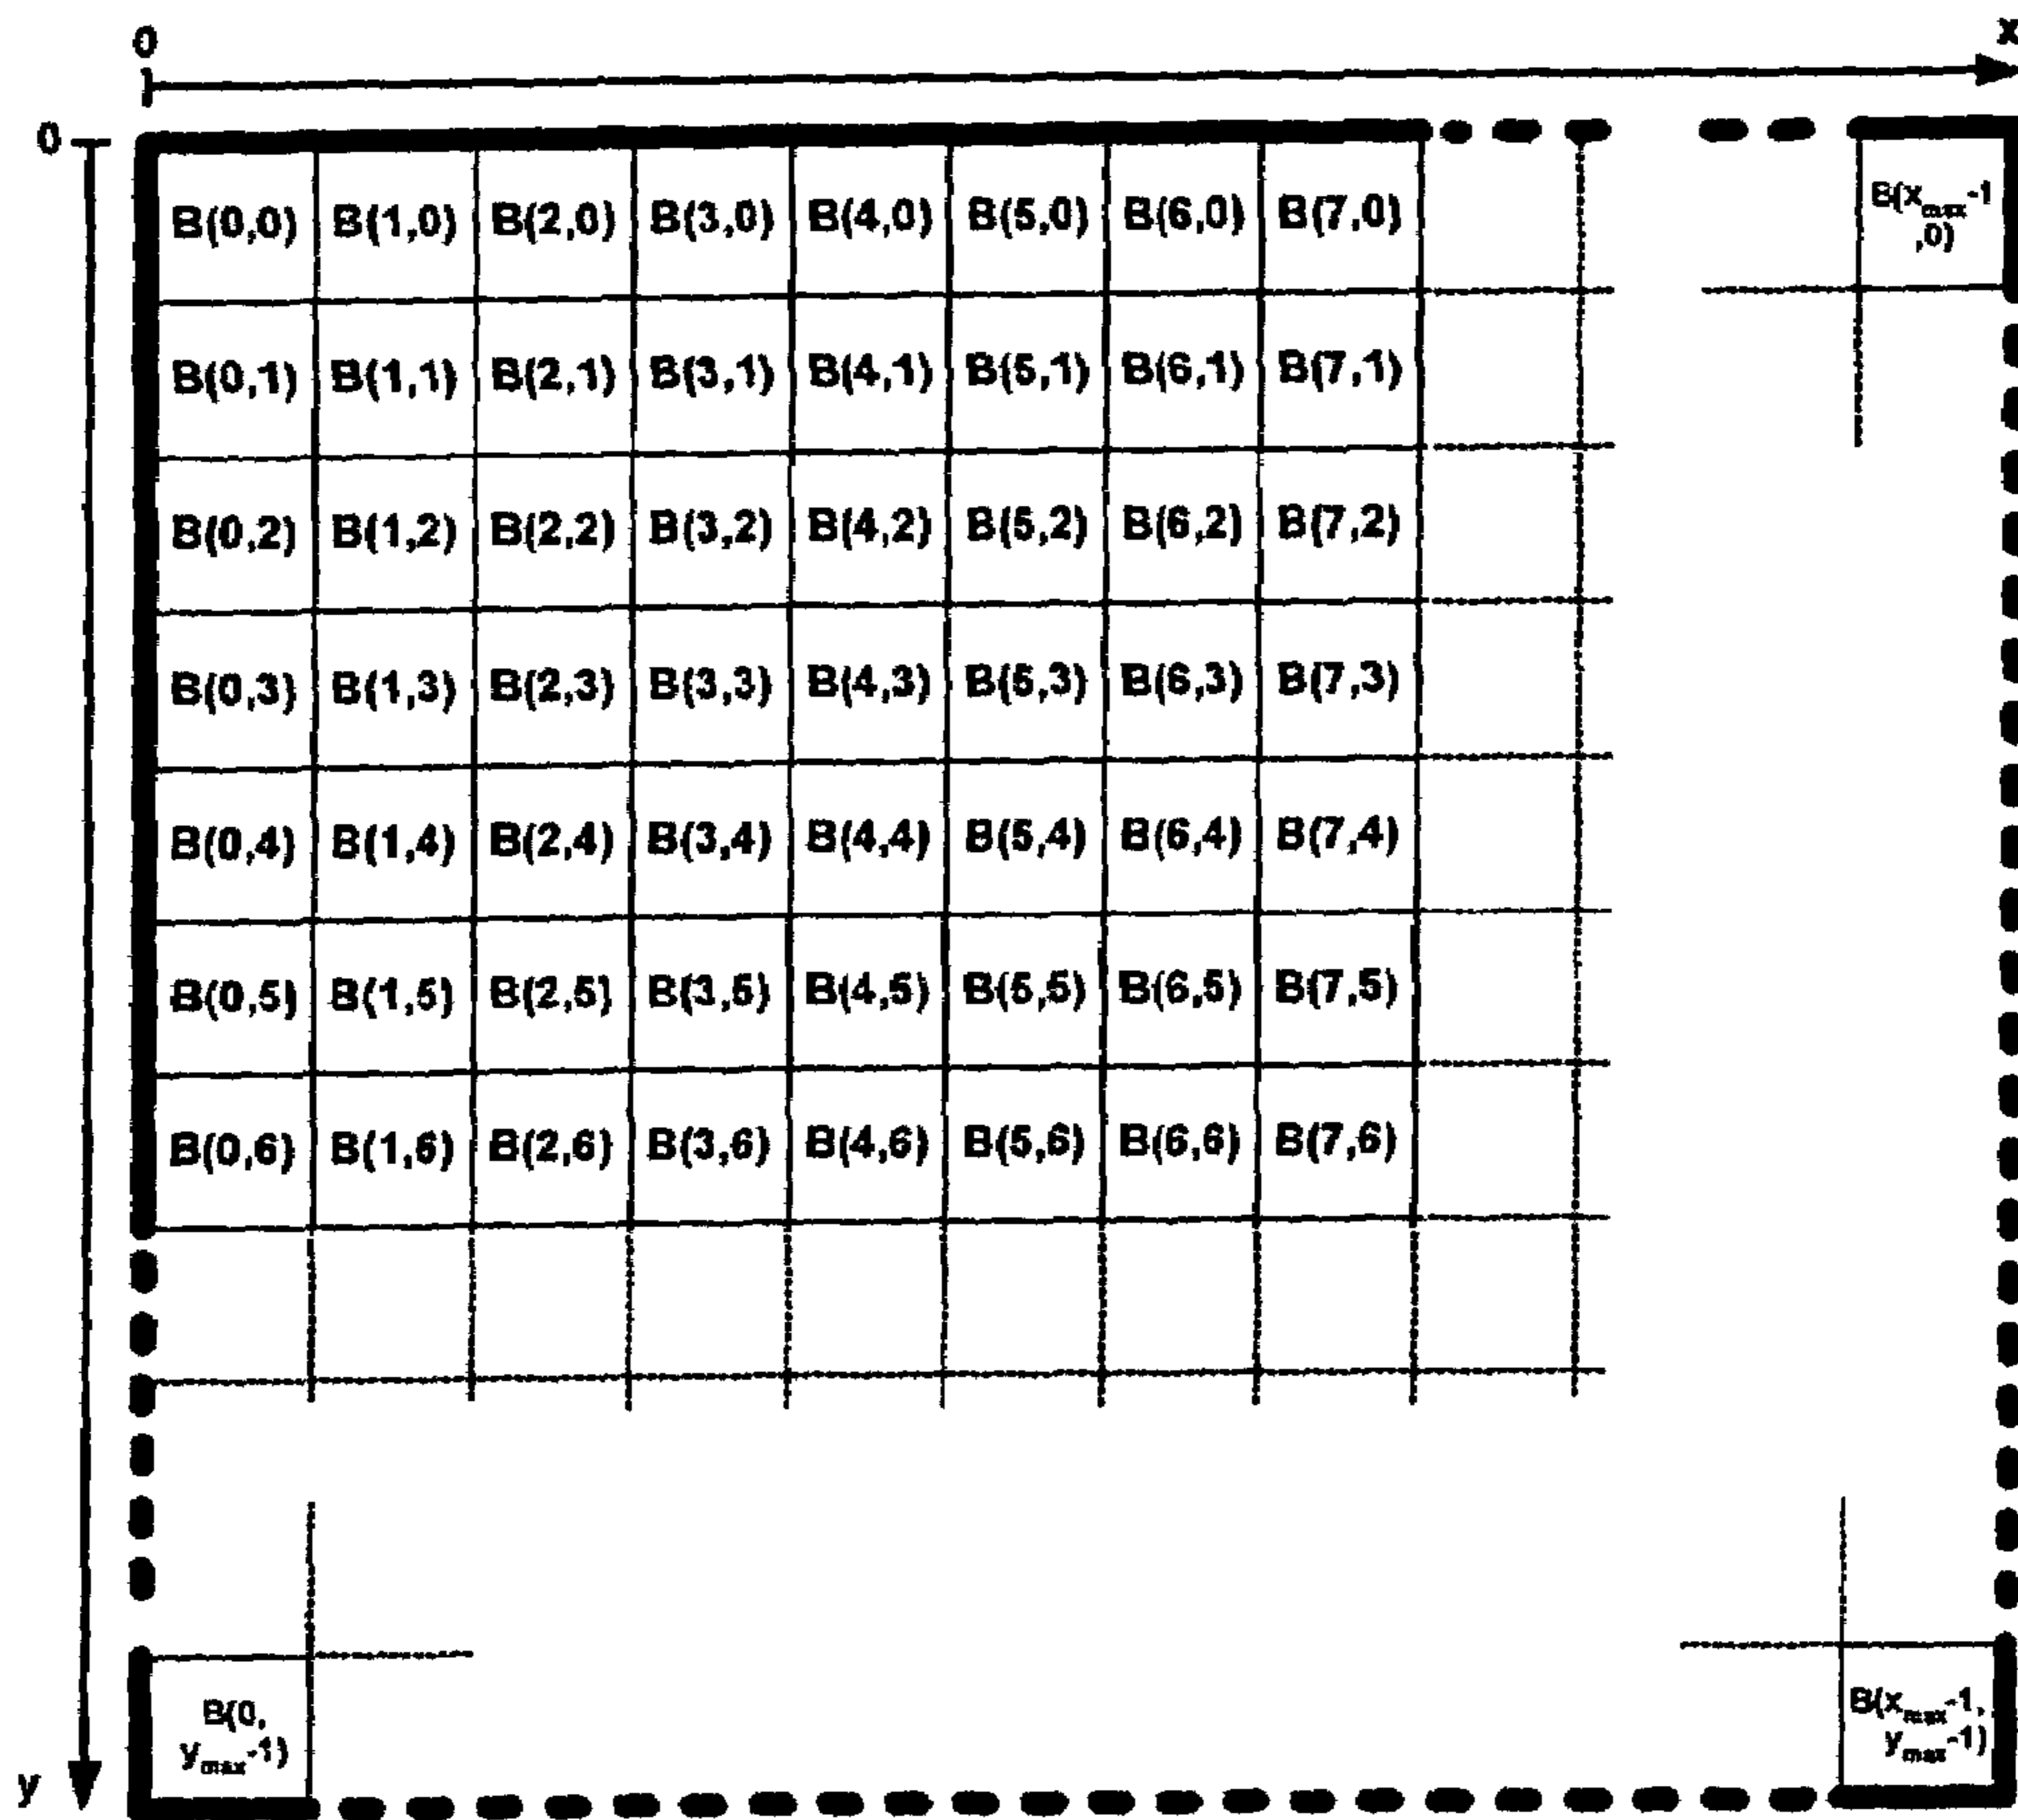 0 x
0
B(0,0) B(1,0) B(2,0) B(3,0) B(4,0) B(5,0) B(6,0) B(7,0) B(xmax-1
,0)
B(0,1) B(1,1) B(2,1) B(3,1) B(4,1) B(5,1) B(6,1) B(7,1)
B(0,2) B(1,2) B(2,2) B(3,2) B(4,2) B(5,2) B(6,2) B(7,2)
B(0,3) B(1,3) B(2,3) B(3,3) B(4,3) B(5,3) B(6,3) B(7,3)
B(0,4) B(1,4) B(2,4) B(3,4) B(4,4) B(5,4) B(6,4) B(7,4)
B(0,5) B(1,5) B(2,5) B(3,5) B(4,5) B(5,5) B(6,5) B(7,5)
B(0,6) B(1,6) B(2,6) B(3,6) B(4,6) B(5,6) B(6,6) B(7,6)
B(0, B(xmax-1,
ymax-1) ymax-1)
y